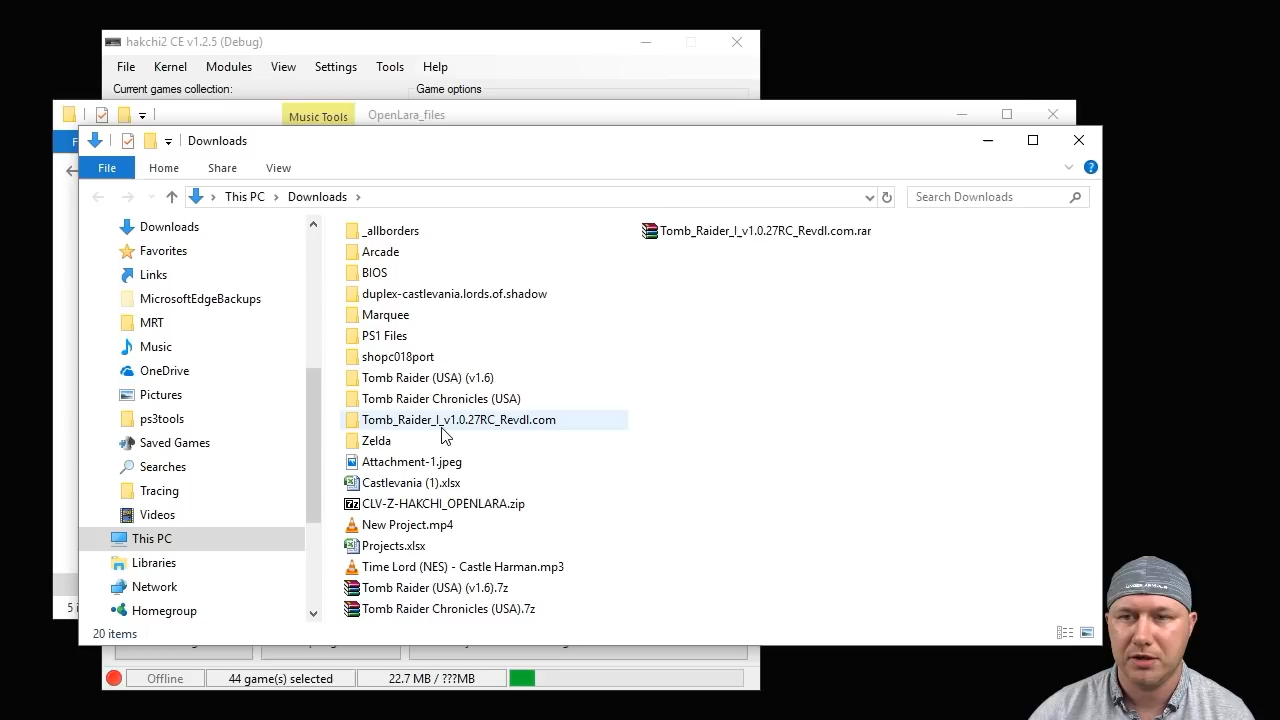 hakchi2 CE v1.2.5 (Debug)
File Kernel Modules View Settings Tools Help
Current games collection: Game options
Music Tools OpenLara_files
F
Downloads
File Home Share View
This PC Downloads Search Downloads
Downloads
Favorites
Links
MicrosoftEdgeBackups
MRT
Music
OneDrive
Pictures
ps3tools
Saved Games
Searches
Tracing
Videos
This PC
Libraries
Network
Homegroup
_allborders
Arcade
BIOS
duplex-castlevania.lords.of.shadow
Marquee
PS1 Files
shopc018port
Tomb Raider (USA) (v1.6)
Tomb Raider Chronicles (USA)
Tomb_Raider_I_v1.0.27RC_Revdl.com
Zelda
Attachment-1.jpeg
Castlevania (1).xlsx
CLV-Z-HAKCHI_OPENLARA.zip
New Project.mp4
Projects.xlsx
Time Lord (NES) - Castle Harman.mp3
Tomb Raider (USA) (v1.6).7z
Tomb Raider Chronicles (USA).7z
Tomb_Raider_I_v1.0.27RC_Revdl.com.rar
5 i
20 items
Offline 44 game(s) selected 22.7 MB / ???MB